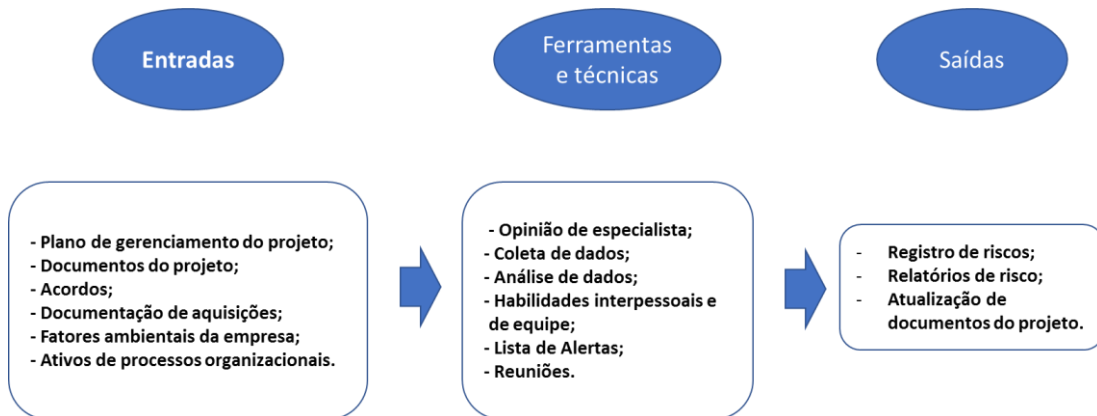 Entradas
Ferramentas
e técnicas
Saídas
- Plano de gerenciamento do projeto;
- Documentos do projeto;
- Acordos;
- Documentação de aquisições;
- Fatores ambientais da empresa;
- Ativos de processos organizacionais.
- Opinião de especialista;
- Coleta de dados;
- Análise de dados;
- Habilidades interpessoais e
de equipe;
- Lista de Alertas;
- Reuniões.
- Registro de riscos;
- Relatórios de risco;
- Atualização de
documentos do projeto.